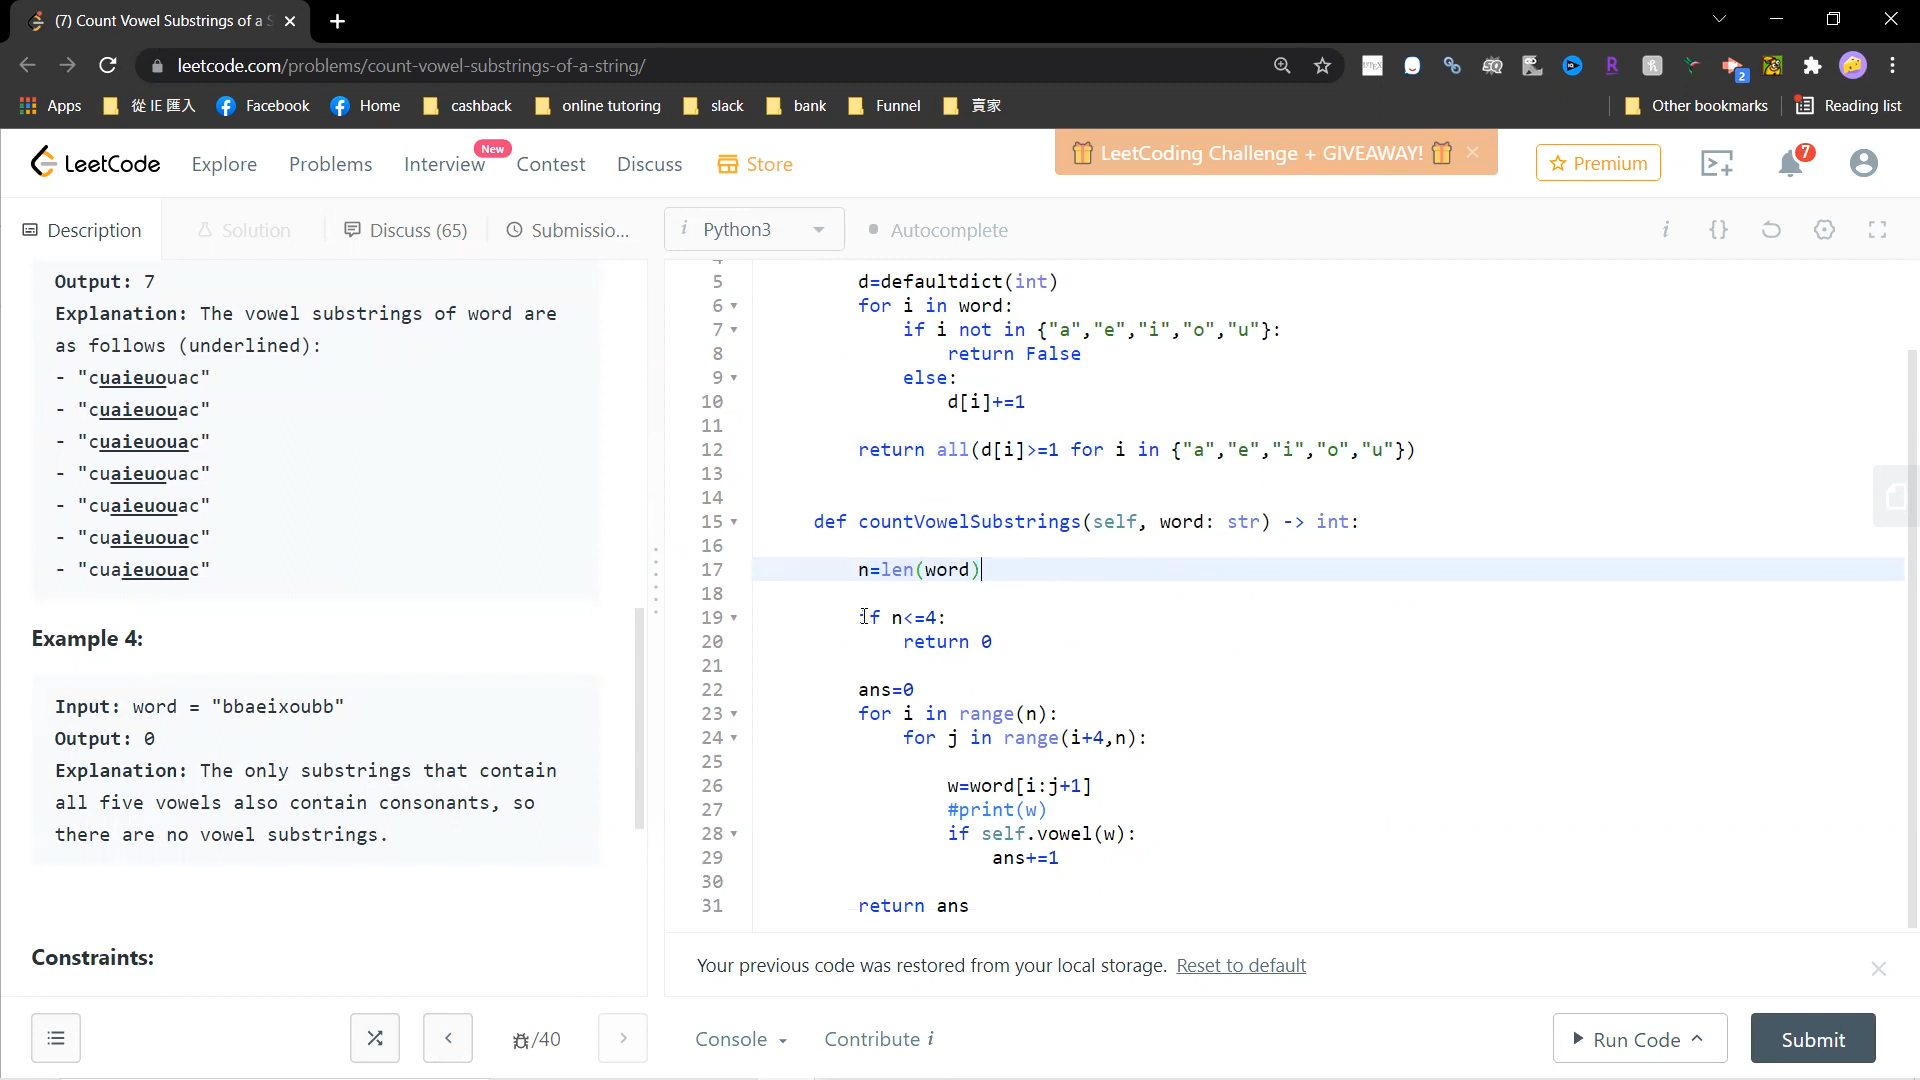 (7) Count Vowel Substrings of a S
leetcode.com/problems/count-vowel-substrings-of-a-string/
2
Apps 從 IE 匯入 Facebook Home cashback online tutoring slack bank Funnel 賣家 Other bookmarks Reading list
LeetCode Explore Problems Interview New Contest Discuss Store LeetCoding Challenge + GIVEAWAY! Premium 7
Description Solution Discuss (65) Submissio... i Python3 Autocomplete
Output: 7
Explanation: The vowel substrings of word are
as follows (underlined):
- "cuaieuouac"
- "cuaieuouac"
- "cuaieuouac"
- "cuaieuouac"
- "cuaieuouac"
- "cuaieuouac"
- "cuaieuouac"
Example 4:
Input: word = "bbaeixoubb"
Output: 0
Explanation: The only substrings that contain
all five vowels also contain consonants, so
there are no vowel substrings.
Constraints:
5 d=defaultdict(int)
6 for i in word:
7 if i not in {"a","e","i","o","u"}:
8 return False
9 else:
10 d[i]+=1
11
12 return all(d[i]>=1 for i in {"a","e","i","o","u"})
13
14
15 def countVowelSubstrings(self, word: str) -> int:
16
17 n=len(word)
18
19 if n<=4:
20 return 0
21
22 ans=0
23 for i in range(n):
24 for j in range(i+4,n):
25
26 w=word[i:j+1]
27 #print(w)
28 if self.vowel(w):
29 ans+=1
30
31 return ans
Your previous code was restored from your local storage. Reset to default
/40 Console Contribute i Run Code Submit